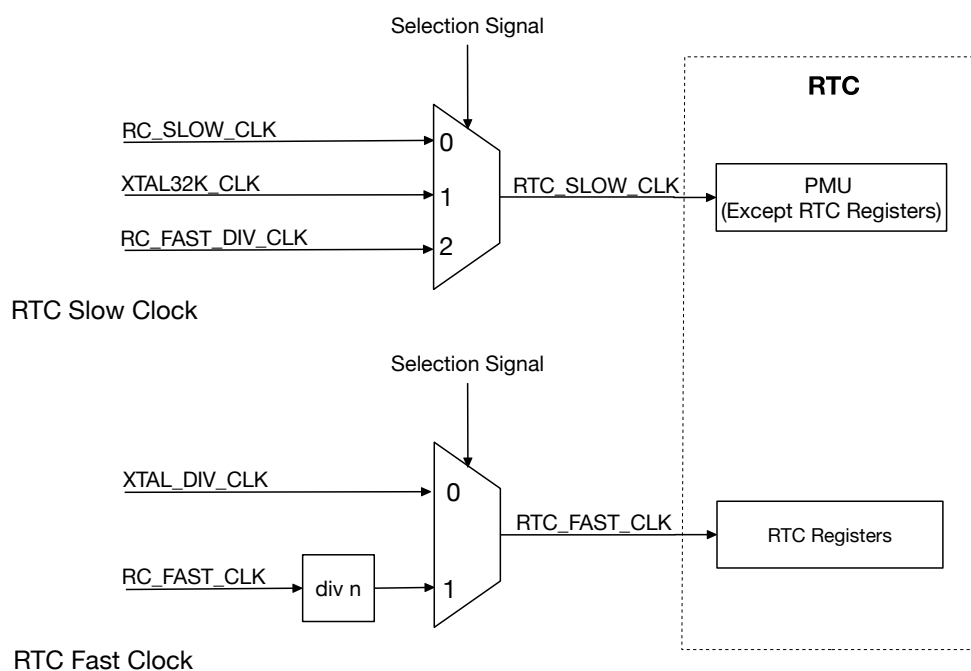 Selection Signal
RTC
RC_SLOW_CLK
0
XTAL32K_CLK
1
RTC_SLOW_CLK
PMU
(Except RTC Registers)
RC_FAST_DIV_CLK
2
RTC Slow Clock
Selection Signal
XTAL_DIV_CLK
0
RTC_FAST_CLK
RTC Registers
RC_FAST_CLK
div n
1
RTC Fast Clock